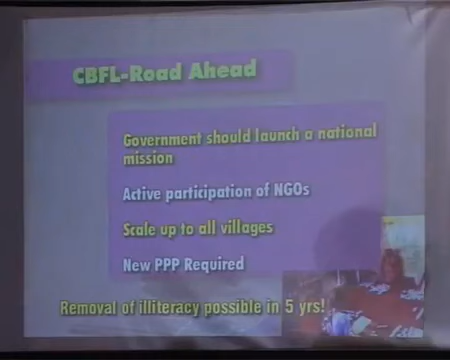 CBFL-Road Ahead
Government should launch a national
mission
Active participation of NGOs
Scale up to all villages
New PPP Required
Removal of illiteracy possible in 5 yrs!